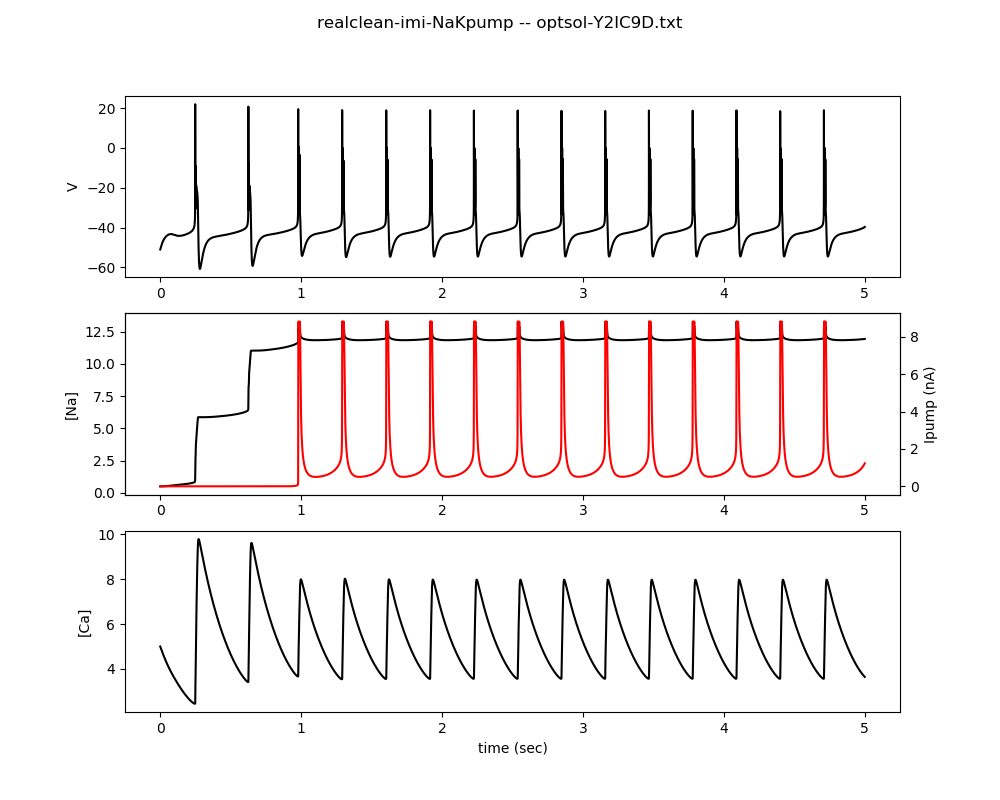 realclean-imi-NaKpump -- optsol-Y2IC9D.txt
20
0
−20
−40
−60
V
0 1 2 3 4 5
12.5
10.0
7.5
5.0
2.5
0.0
[Na]
8
6
4
2
0
Ipump (nA)
0 1 2 3 4 5
10
8
6
4
[Ca]
0 1 2 3 4 5
time (sec)